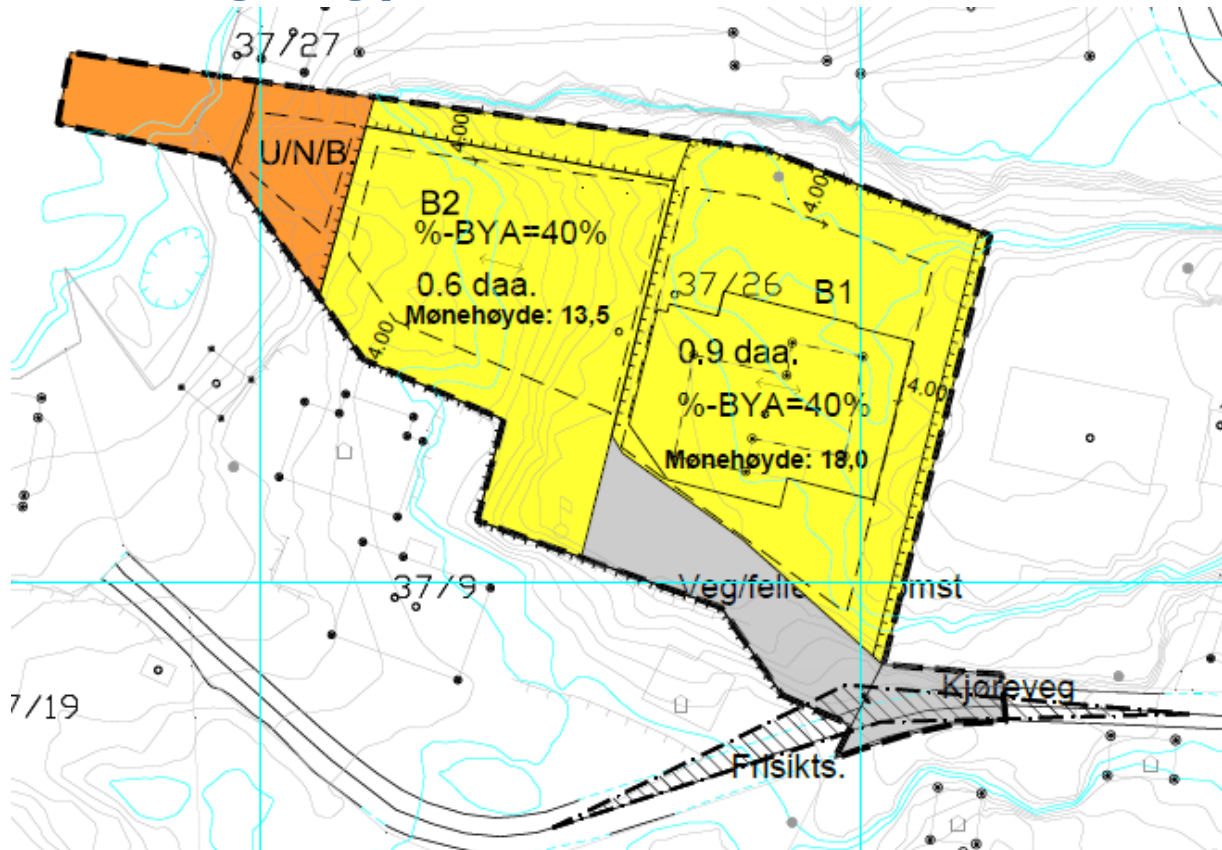 37/27
4.00
U/N/B.
4.00
B2
%-BYA=40%
37/26
B1
0.6 daa.
Mønehøyde: 13,5
4.00
0.9 daa.
4.00
%-BYA=40%
Mønehøyde: 18,0
37/9
Kjøreveg
7/19
Frisikts.